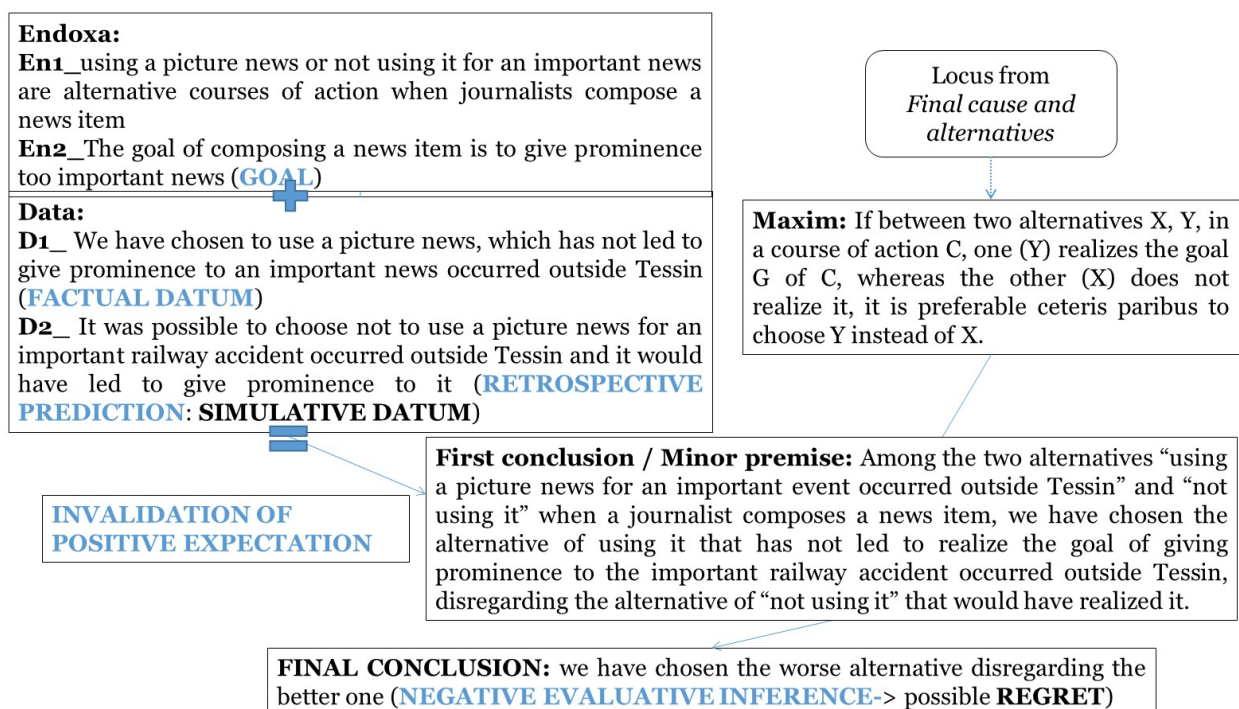 Endoxa:
En1_using a picture news or not using it for an important news
are alternative courses of action when journalists compose a
news item
En2_The goal of composing a news item is to give prominence
too important news (GOAL)
Data:
D1_ We have chosen to use a picture news, which has not led to
give prominence to an important news occurred outside Tessin
(FACTUAL DATUM)
D2_ It was possible to choose not to use a picture news for an
important railway accident occurred outside Tessin and it would
have led to give prominence to it (RETROSPECTIVE
PREDICTION: SIMULATIVE DATUM)
Locus from
Final cause and
alternatives
Maxim: If between two alternatives X, Y, in
a course of action C, one (Y) realizes the goal
G of C, whereas the other (X) does not
realize it, it is preferable ceteris paribus to
choose Y instead of X.
INVALIDATION OF
POSITIVE EXPECTATION
First conclusion / Minor premise: Among the two alternatives “using
a picture news for an important event occurred outside Tessin” and “not
using it” when a journalist composes a news item, we have chosen the
alternative of using it that has not led to realize the goal of giving
prominence to the important railway accident occurred outside Tessin,
disregarding the alternative of “not using it” that would have realized it.
FINAL CONCLUSION: we have chosen the worse alternative disregarding the
better one (NEGATIVE EVALUATIVE INFERENCE-> possible REGRET)